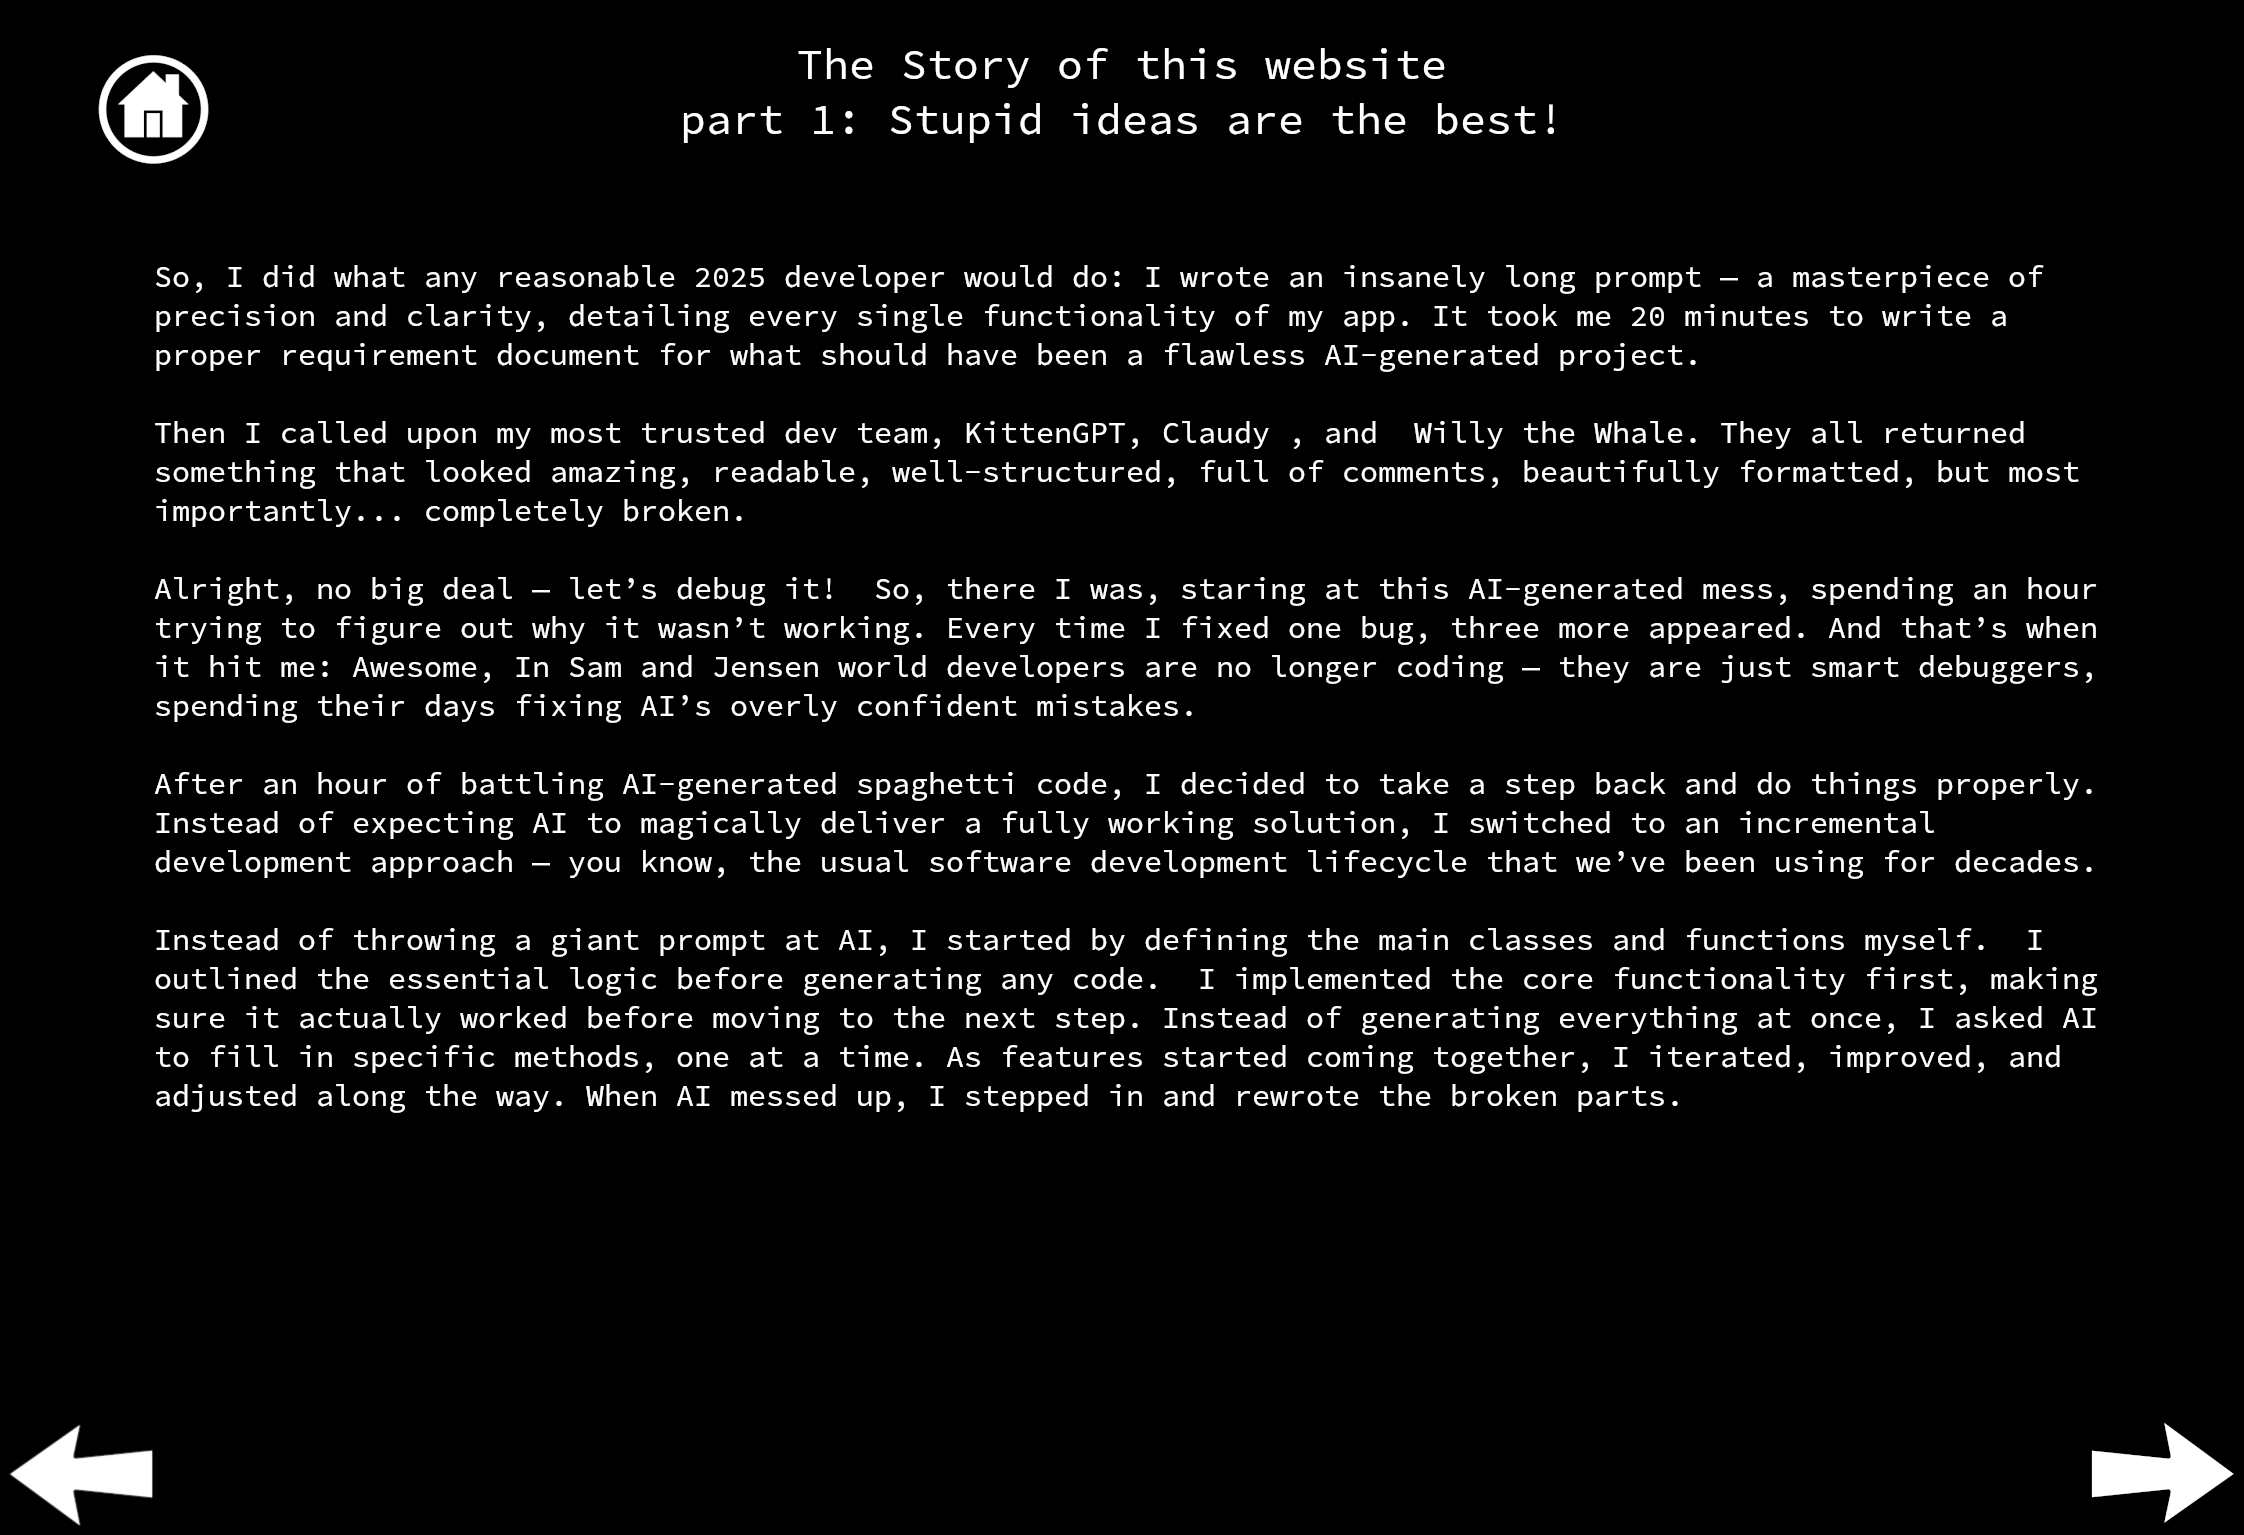 The Story of this website
part 1: Stupid ideas are the best!
So, I did what any reasonable 2025 developer would do: I wrote an insanely long prompt — a masterpiece of
precision and clarity, detailing every single functionality of my app. It took me 20 minutes to write a
proper requirement document for what should have been a flawless AI-generated project.
Then I called upon my most trusted dev team, KittenGPT, Claudy , and  Willy the Whale. They all returned
something that looked amazing, readable, well-structured, full of comments, beautifully formatted, but most
importantly... completely broken.
Alright, no big deal — let’s debug it!  So, there I was, staring at this AI-generated mess, spending an hour
trying to figure out why it wasn’t working. Every time I fixed one bug, three more appeared. And that’s when
it hit me: Awesome, In Sam and Jensen world developers are no longer coding — they are just smart debuggers,
spending their days fixing AI’s overly confident mistakes.
After an hour of battling AI-generated spaghetti code, I decided to take a step back and do things properly.
Instead of expecting AI to magically deliver a fully working solution, I switched to an incremental
development approach — you know, the usual software development lifecycle that we’ve been using for decades.
Instead of throwing a giant prompt at AI, I started by defining the main classes and functions myself.  I
outlined the essential logic before generating any code.  I implemented the core functionality first, making
sure it actually worked before moving to the next step. Instead of generating everything at once, I asked AI
to fill in specific methods, one at a time. As features started coming together, I iterated, improved, and
adjusted along the way. When AI messed up, I stepped in and rewrote the broken parts.